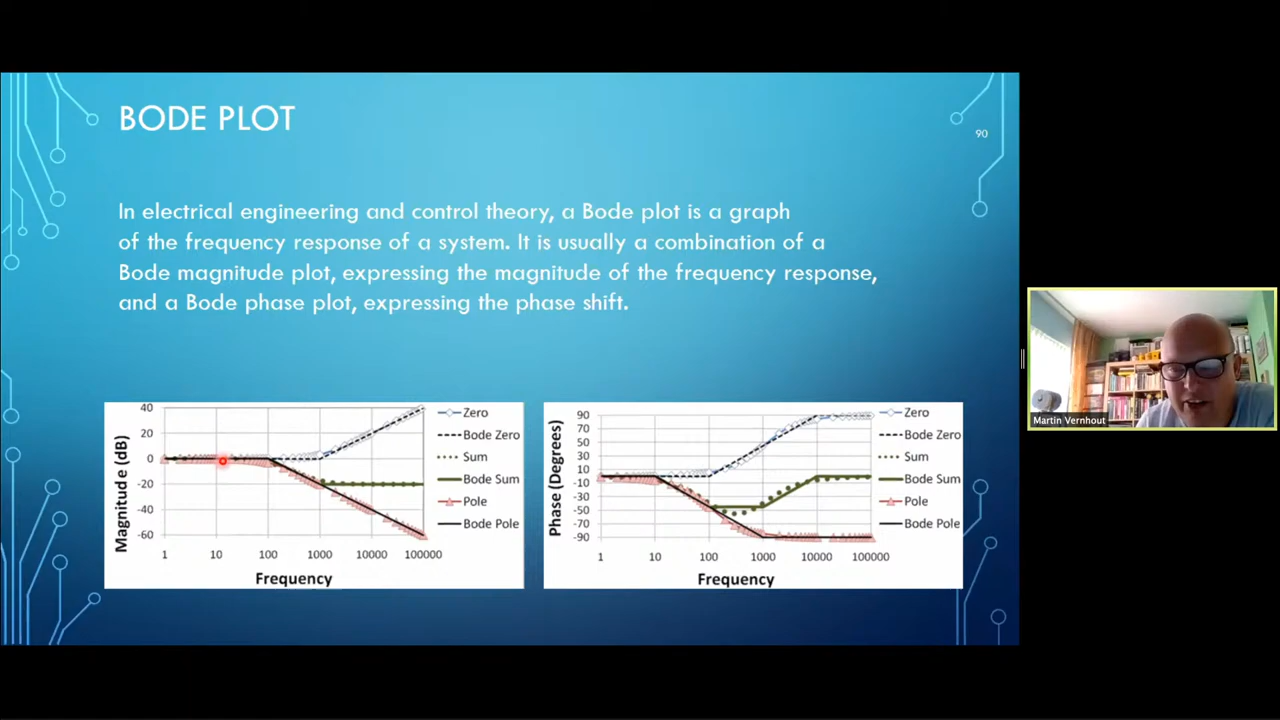 BODE PLOT
90
In electrical engineering and control theory, a Bode plot is a graph
of the frequency response of a system. It is usually a combination of a
Bode magnitude plot, expressing the magnitude of the frequency response,
and a Bode phase plot, expressing the phase shift.
Magnitude (dB)
40
20
0
-20
-40
-60
1 10 100 1000 10000 100000
Frequency
Zero
Bode Zero
Sum
Bode Sum
Pole
Bode Pole
Phase (Degrees)
90
70
50
30
10
-10
-30
-50
-70
-90
1 10 100 1000 10000 100000
Frequency
Zero
Bode Zero
Sum
Bode Sum
Pole
Bode Pole
Martin Vernhout